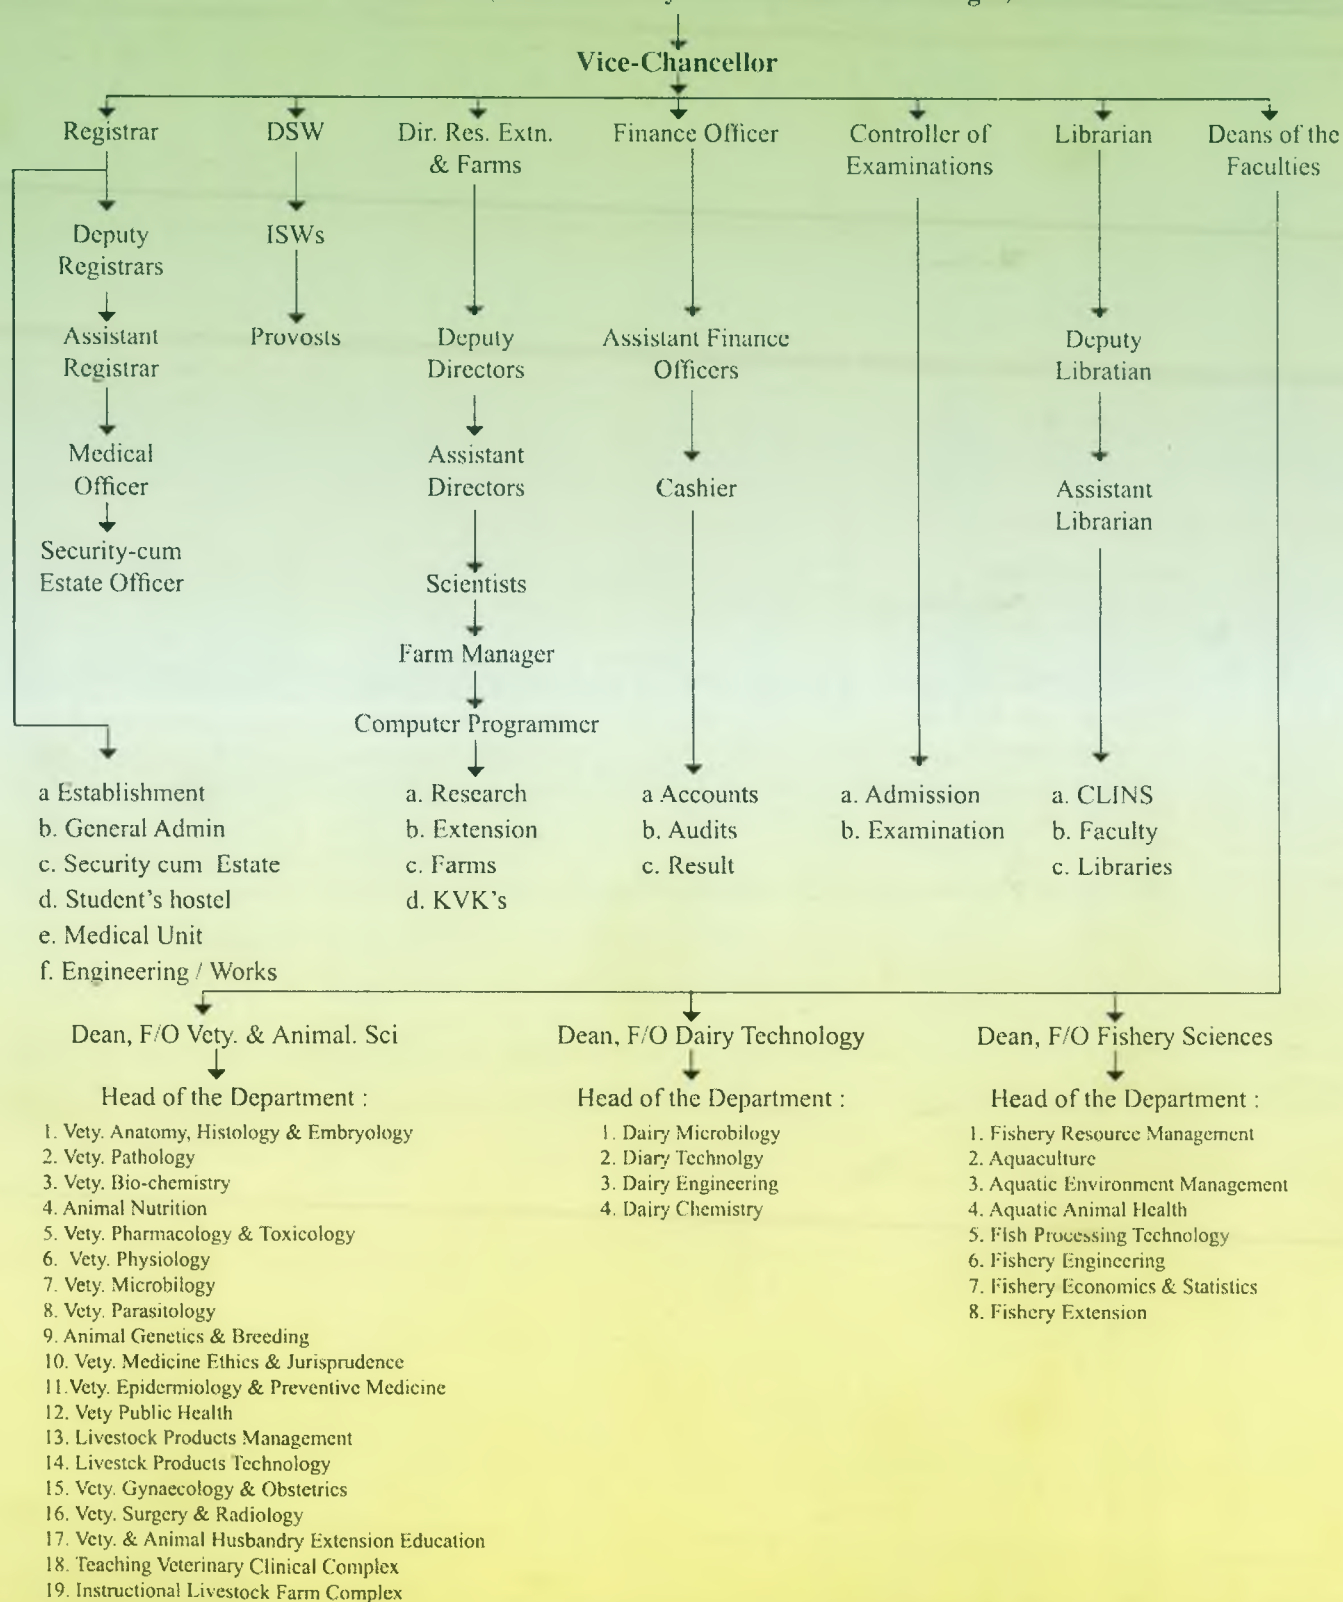 Vice-Chancellor
Registrar
DSW
Dir. Res. Extn.
& Farms
Finance Officer
Controller of
Examinations
Librarian
Deans of the
Faculties
Deputy
Registrars
ISWs
Assistant
Registrar
Provosts
Deputy
Directors
Assistant Finance
Officers
Deputy
Libratian
Medical
Officer
Assistant
Directors
Cashier
Assistant
Librarian
Security-cum
Estate Officer
Scientists
Farm Manager
Computer Programmer
a Establishment
b. General Admin
c. Security cum Estate
d. Student's hostel
e. Medical Unit
f. Engineering / Works
a. Research
b. Extension
c. Farms
d. KVK's
a Accounts
b. Audits
c. Result
a. Admission
b. Examination
a. CLINS
b. Faculty
c. Libraries
Dean, F/O Vety. & Animal. Sci
Head of the Department :
1. Vety. Anatomy, Histology & Embryology
2. Vety. Pathology
3. Vety. Bio-chemistry
4. Animal Nutrition
5. Vety. Pharmacology & Toxicology
6. Vety. Physiology
7. Vety. Microbilogy
8. Vety. Parasitology
9. Animal Genetics & Breeding
10. Vety. Medicine Ethics & Jurisprudence
11.Vety. Epidermiology & Preventive Medicine
12. Vety Public Health
13. Livestock Products Management
14. Livestck Products Technology
15. Vety. Gynaecology & Obstetrics
16. Vety. Surgery & Radiology
17. Vety. & Animal Husbandry Extension Education
18. Teaching Veterinary Clinical Complex
19. Instructional Livestock Farm Complex
Dean, F/O Dairy Technology
Head of the Department :
1. Dairy Microbilogy
2. Diary Technolgy
3. Dairy Engineering
4. Dairy Chemistry
Dean, F/O Fishery Sciences
Head of the Department :
1. Fishery Resource Management
2. Aquaculture
3. Aquatic Environment Management
4. Aquatic Animal Health
5. Fish Processing Technology
6. Fishery Engineering
7. Fishery Economics & Statistics
8. Fishery Extension